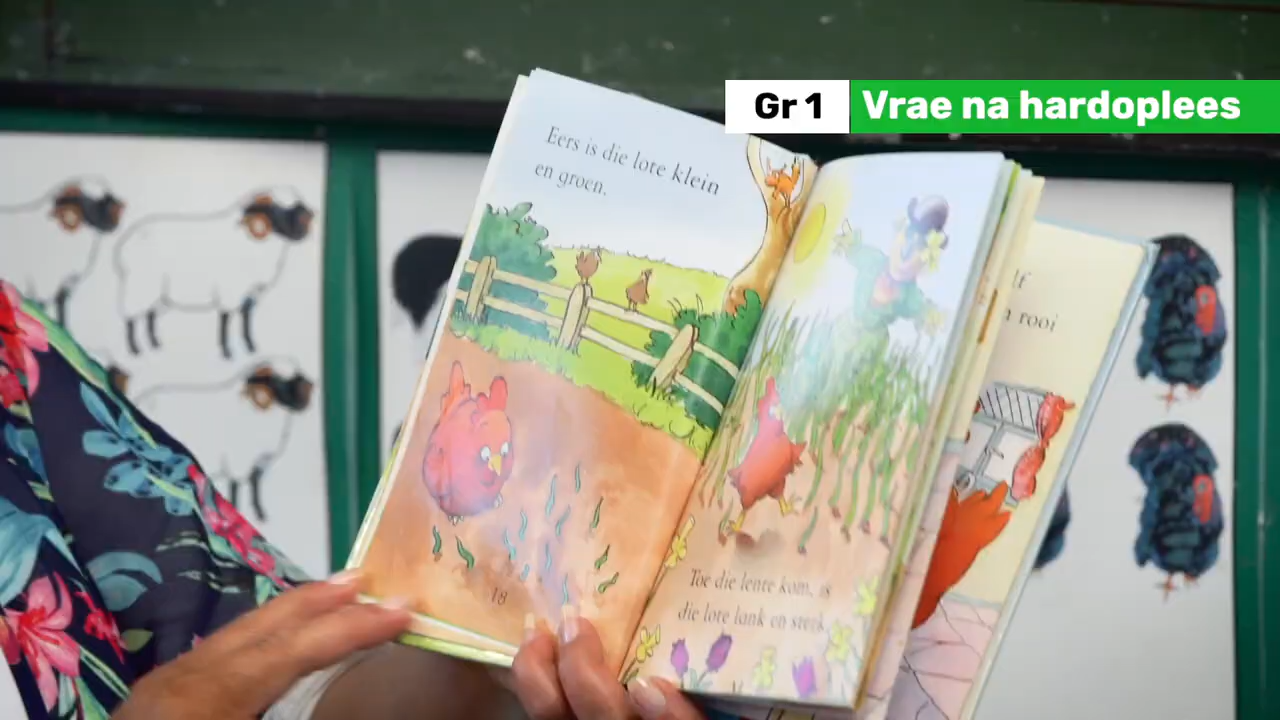 Gr 1
Vrae na hardoplees
Eers is die lote klein
en groen.
18
Toe die lente kom, is
die lote lank en sterk.
rooi